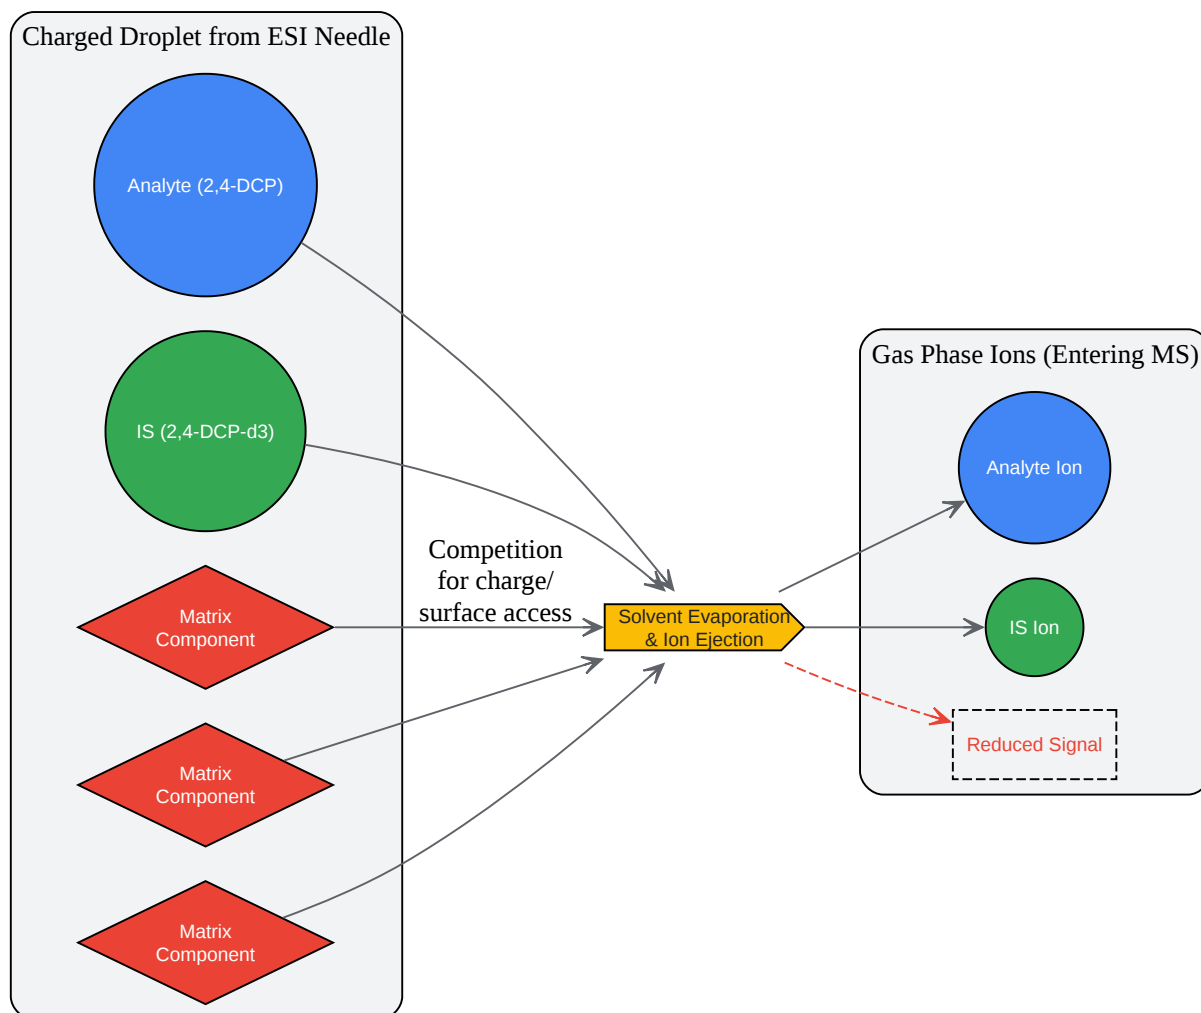 Charged Droplet from ESI Needle
Analyte (2,4-DCP)
IS (2,4-DCP-d3)
Matrix
Component
Matrix
Component
Matrix
Component
Competition
for charge/
surface access
Solvent Evaporation
& Ion Ejection
Gas Phase Ions (Entering MS)
Analyte Ion
IS Ion
Reduced Signal